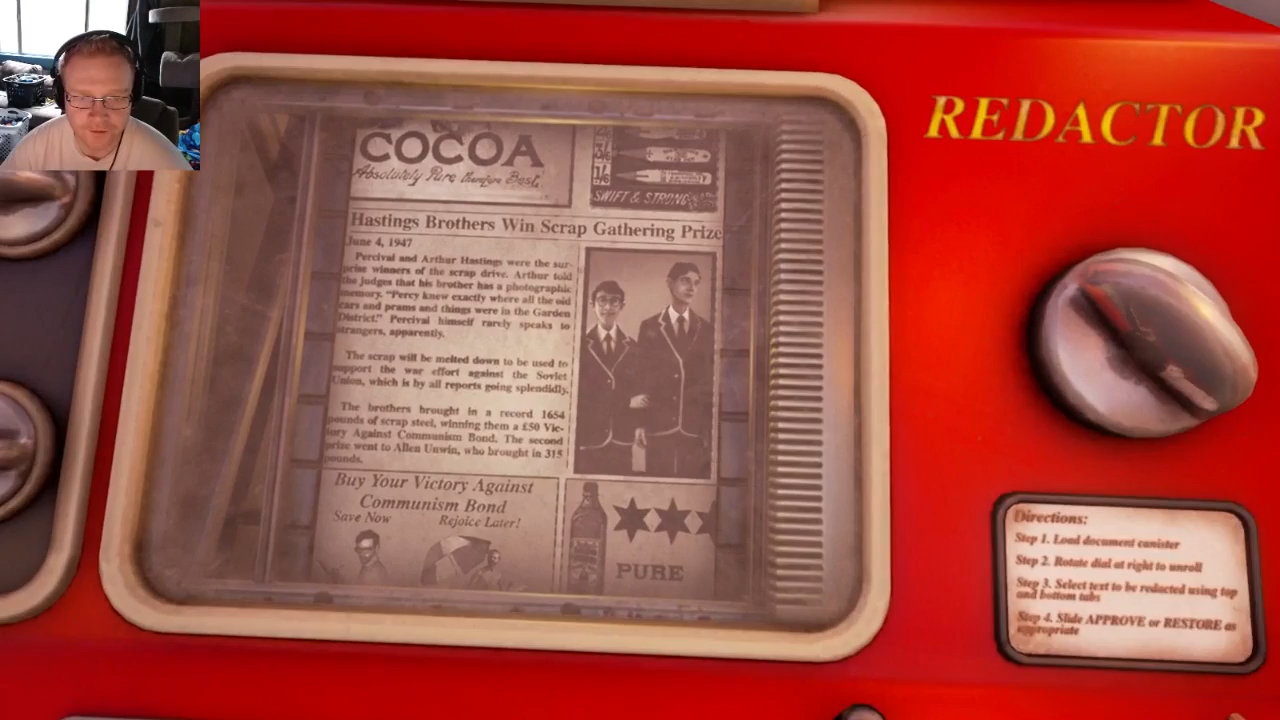 REDACTOR
COCOA
Absolutely Pure therefore Best.
SWIFT & STRONG
Hastings Brothers Win Scrap Gathering Prize
June 4, 1947
Percival and Arthur Hastings were the sur-
prise winners of the scrap drive. Arthur told
the judges that his brother has a photographic
memory. "Percy knew exactly where all the old
cars and prams and things were in the Garden
District." Percival himself rarely speaks to
strangers, apparently.
The scrap will be melted down to be used to
support the war effort against the Soviet
Union, which is by all reports going splendidly.
The brothers brought in a record 1654
pounds of scrap steel, winning them a £50 Vic-
tory Against Communism Bond. The second
prize went to Allen Unwin, who brought in 315
pounds.
Buy Your Victory Against
Communism Bond
Save Now Rejoice Later!
PURE
Directions:
Step 1. Load document canister
Step 2. Rotate dial at right to unroll
Step 3. Select text to be redacted using top
and bottom tabs
Step 4. Slide APPROVE or RESTORE as
appropriate